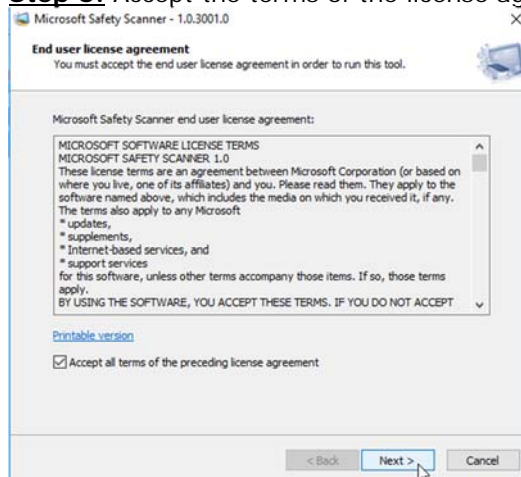 Step 3: Accept the terms of the license ag
Microsoft Safety Scanner - 1.0.3001.0
End user license agreement
You must accept the end user license agreement in order to run this tool.
Microsoft Safety Scanner end user license agreement:
MICROSOFT SOFTWARE LICENSE TERMS
MICROSOFT SAFETY SCANNER 1.0
These license terms are an agreement between Microsoft Corporation (or based on
where you live, one of its affiliates) and you. Please read them. They apply to the
software named above, which includes the media on which you received it, if any.
The terms also apply to any Microsoft
* updates,
* supplements,
* Internet-based services, and
* support services
for this software, unless other terms accompany those items. If so, those terms
apply.
BY USING THE SOFTWARE, YOU ACCEPT THESE TERMS. IF YOU DO NOT ACCEPT
Printable version
Accept all terms of the preceding license agreement
< Back
Next >
Cancel